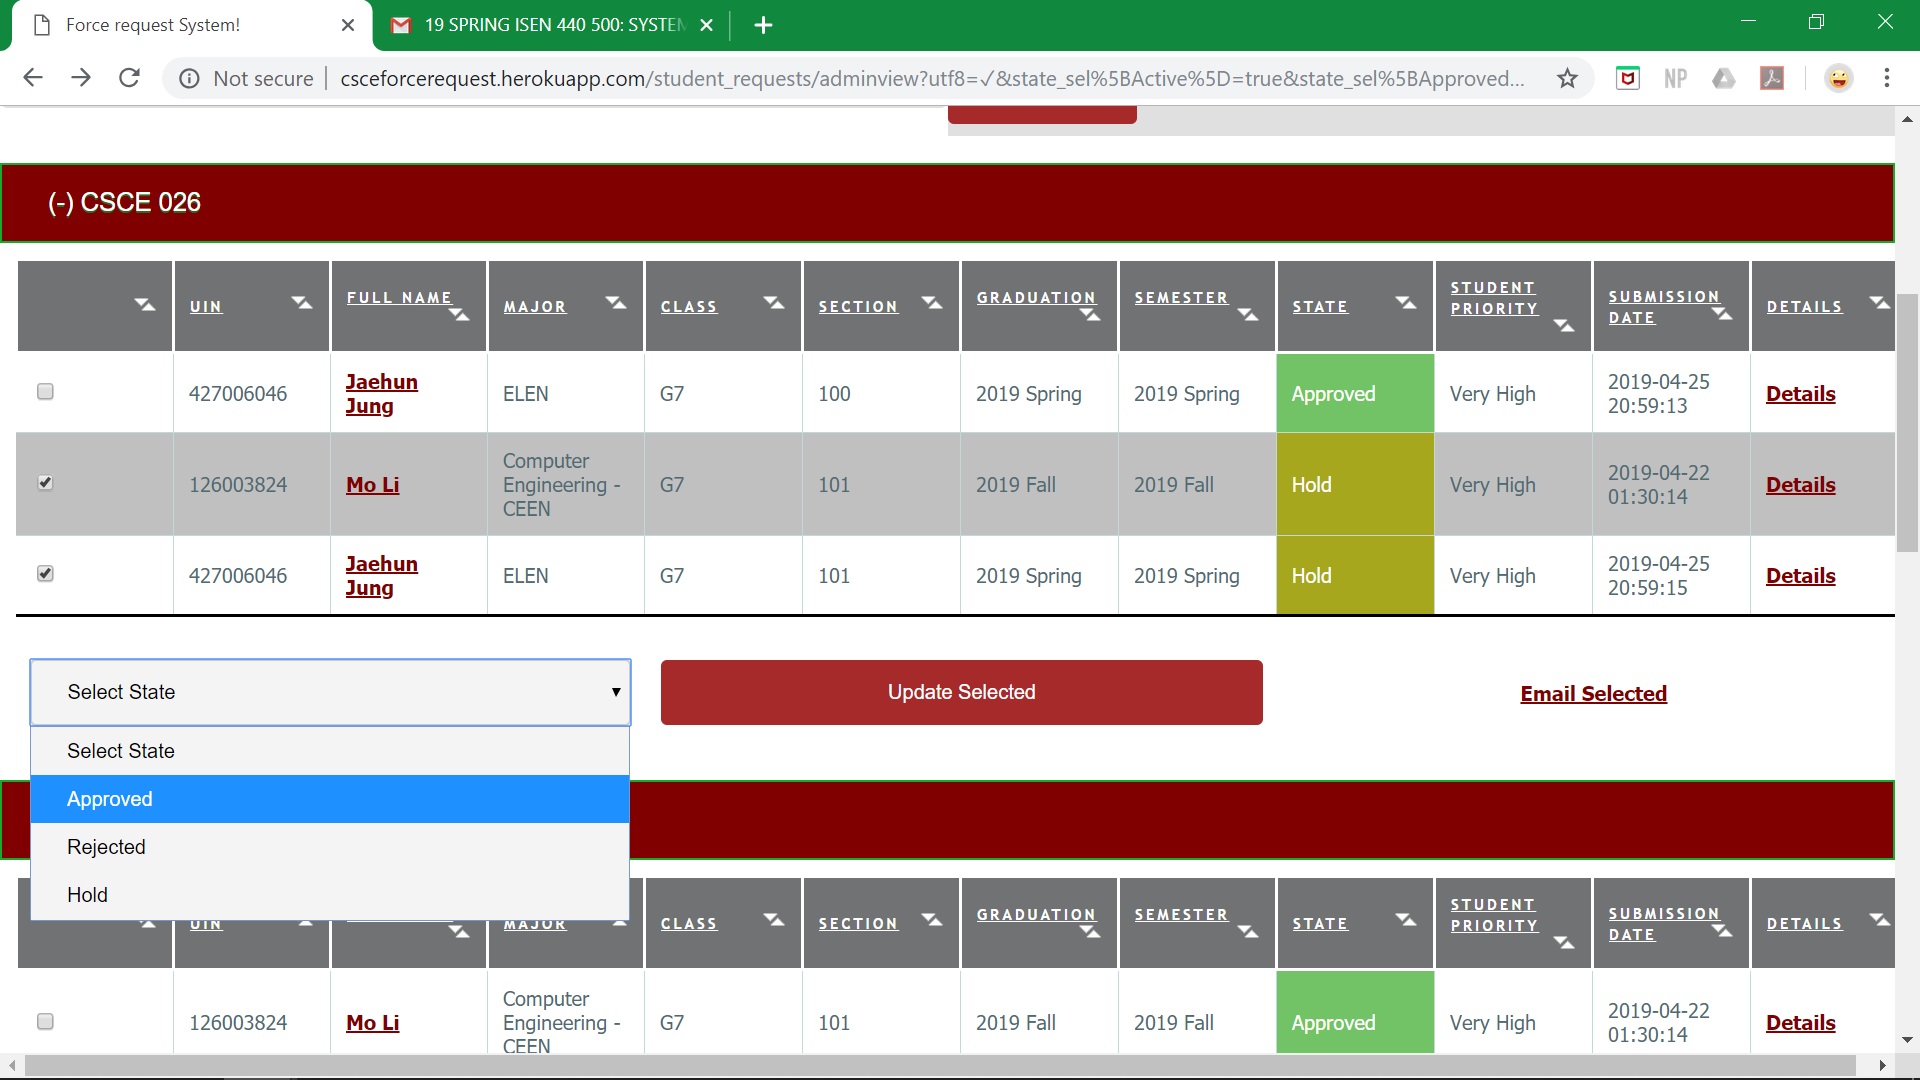 Force request System!
19 SPRING ISEN 440 500: SYSTEM
Not secure | csceforcerequest.herokuapp.com/student_requests/adminview?utf8=✓&state_sel%5BActive%5D=true&state_sel%5BApproved...
NP
(-) CSCE 026
UIN FULL NAME MAJOR CLASS SECTION GRADUATION SEMESTER STATE STUDENT PRIORITY SUBMISSION DATE DETAILS
427006046 Jaehun Jung ELEN G7 100 2019 Spring 2019 Spring Approved Very High 2019-04-25 20:59:13 Details
126003824 Mo Li Computer Engineering - CEEN G7 101 2019 Fall 2019 Fall Hold Very High 2019-04-22 01:30:14 Details
427006046 Jaehun Jung ELEN G7 101 2019 Spring 2019 Spring Hold Very High 2019-04-25 20:59:15 Details
Select State Update Selected Email Selected
Select State
Approved
Rejected
Hold
UIN MAJOR CLASS SECTION GRADUATION SEMESTER STATE STUDENT PRIORITY SUBMISSION DATE DETAILS
126003824 Mo Li Computer Engineering - CEEN G7 101 2019 Fall 2019 Fall Approved Very High 2019-04-22 01:30:14 Details